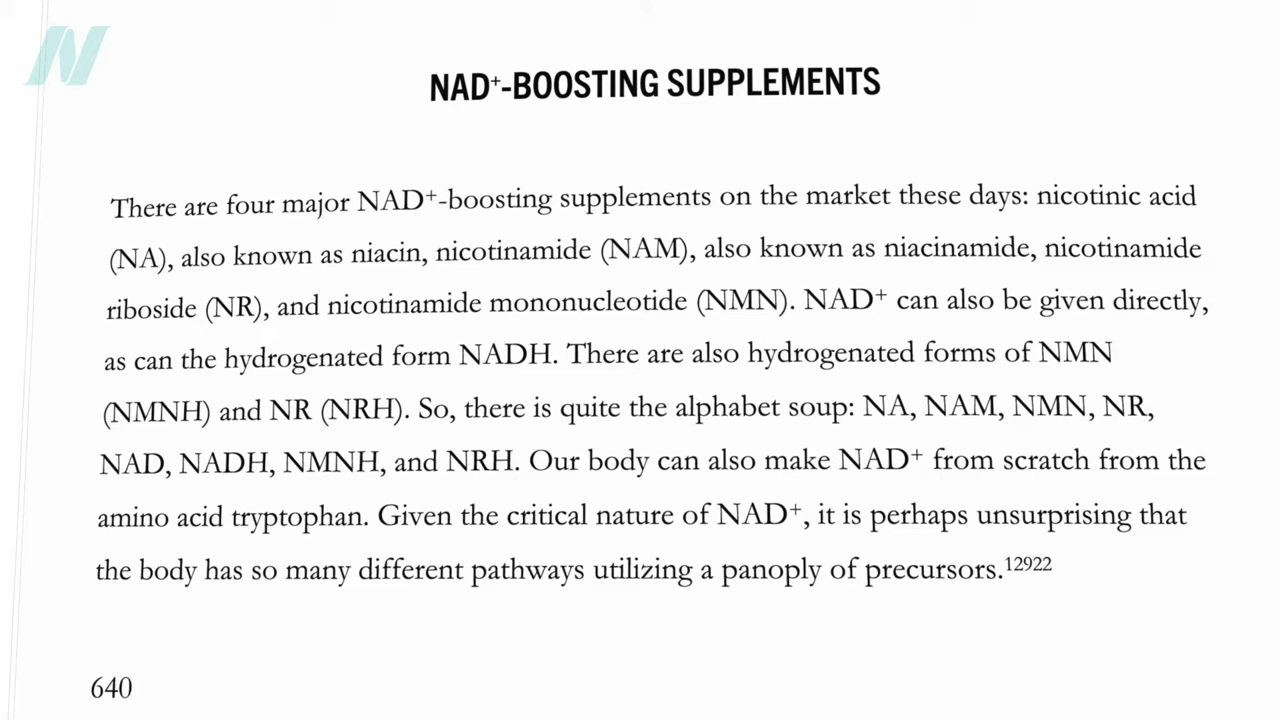 NAD⁺-BOOSTING SUPPLEMENTS
There are four major NAD⁺-boosting supplements on the market these days: nicotinic acid
(NA), also known as niacin, nicotinamide (NAM), also known as niacinamide, nicotinamide
riboside (NR), and nicotinamide mononucleotide (NMN). NAD⁺ can also be given directly,
as can the hydrogenated form NADH. There are also hydrogenated forms of NMN
(NMNH) and NR (NRH). So, there is quite the alphabet soup: NA, NAM, NMN, NR,
NAD, NADH, NMNH, and NRH. Our body can also make NAD⁺ from scratch from the
amino acid tryptophan. Given the critical nature of NAD⁺, it is perhaps unsurprising that
the body has so many different pathways utilizing a panoply of precursors.¹²⁹²²
640